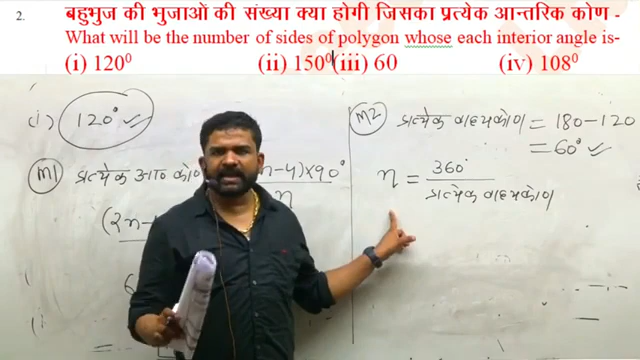 2. बहुभुज की भुजाओं की संख्या क्या होगी जिसका प्रत्येक आन्तरिक कोण -
What will be the number of sides of polygon whose each interior angle is-
(i) 120⁰ (ii) 150⁰ (iii) 60 (iv) 108⁰
(i) 120°
M1 प्रत्येक आ० को० n-4)×90°
n
(2n-
6
M2 प्रत्येक वाह्यकोण = 180-120
= 60°
n = 360°
प्रत्येक वाह्यकोण